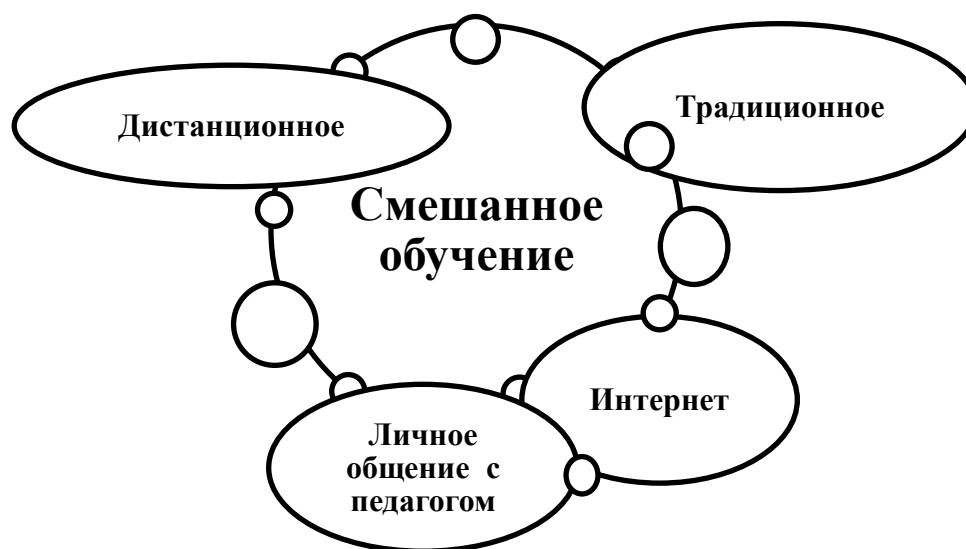 Дистанционное
Традиционное
Смешанное
обучение
Интернет
Личное
общение с
педагогом